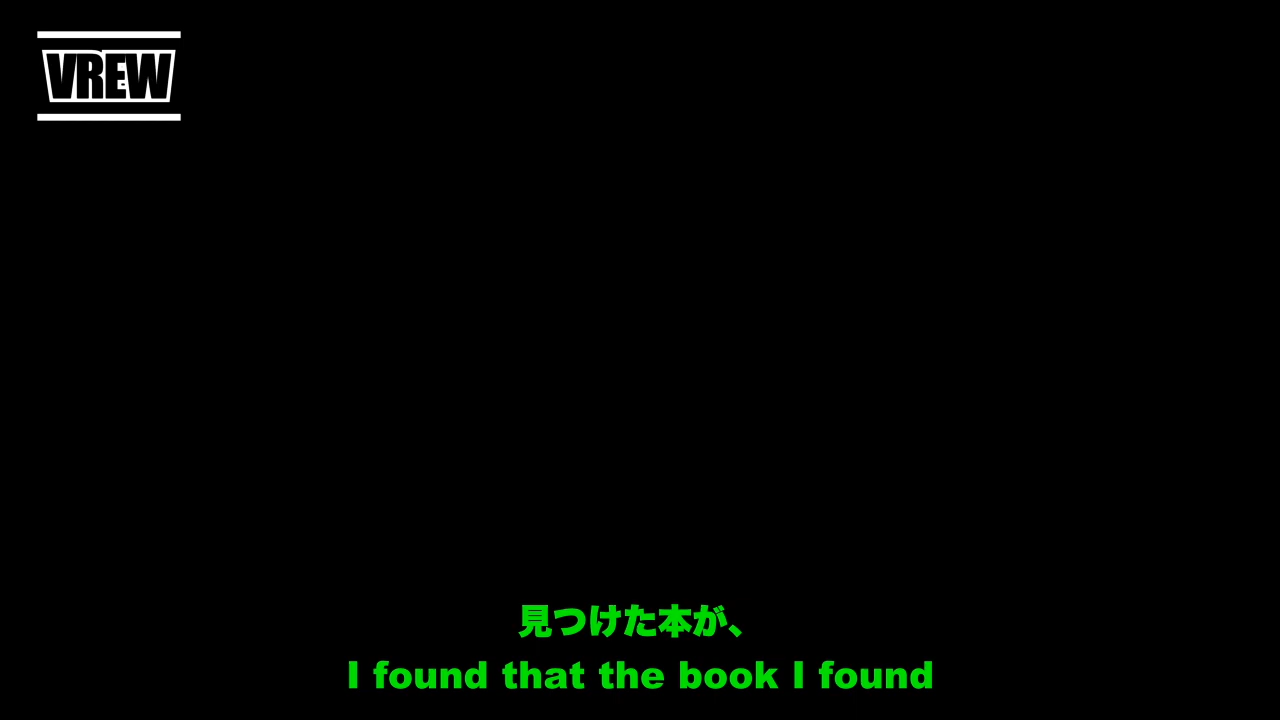 VREW
見つけた本が、
I found that the book I found